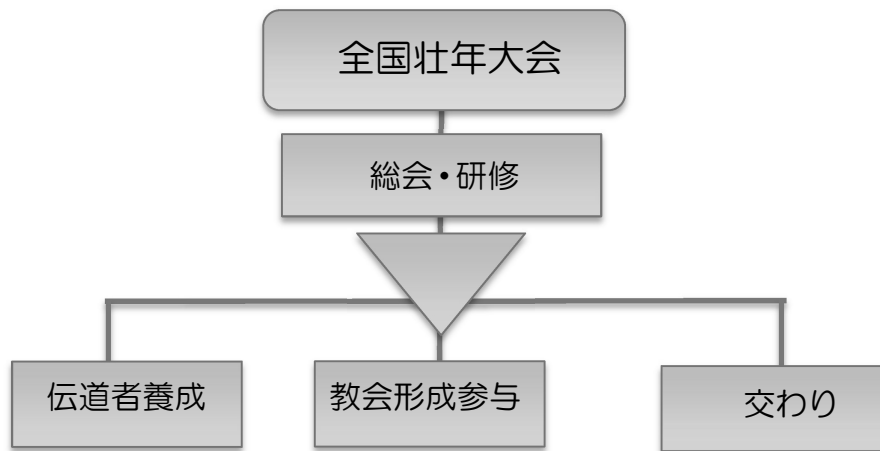 全国壮年大会
総会・研修
伝道者養成
教会形成参与
交わり